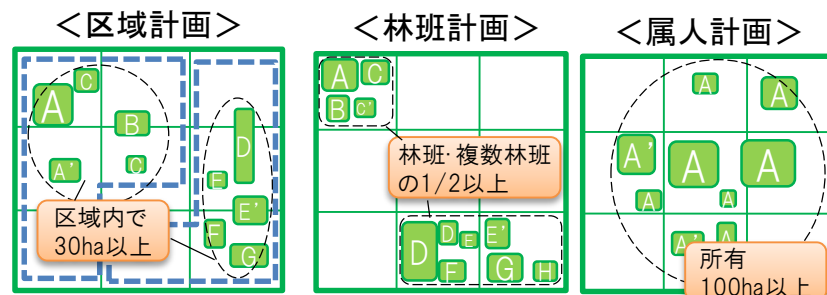 ＜区域計画＞
＜林班計画＞
＜属人計画＞
C
A
B
A'
C
D
E
E'
F
G'
区域内で
30ha以上
A
C
B
C'
林班・複数林班
の1/2以上
D
D
E
E'
F
G
H
A
A
A'
A
A
A
A
A'
A
所有
100ha以上